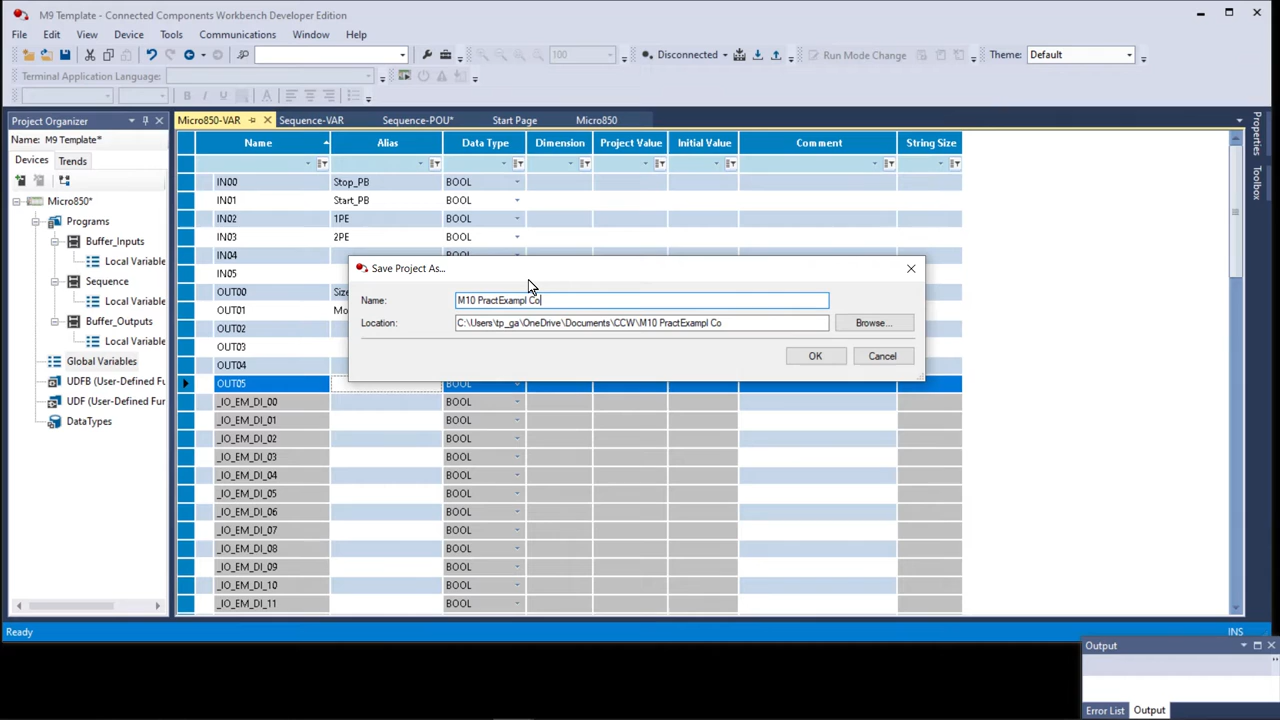 M9 Template - Connected Components Workbench Developer Edition
File Edit View Device Tools Communications Window Help
100 Disconnected Run Mode Change Theme: Default
Terminal Application Language:
B I U A
Project Organizer
Name: M9 Template*
Devices Trends
Micro850*
Programs
Buffer_Inputs
Local Variable
Sequence
Local Variable
Buffer_Outputs
Local Variable
Global Variables
UDFB (User-Defined Fur
UDF (User-Defined Fur
DataTypes
Micro850-VAR Sequence-VAR Sequence-POU* Start Page Micro850
Name Alias Data Type Dimension Project Value Initial Value Comment String Size
IN00 Stop_PB BOOL
IN01 Start_PB BOOL
IN02 1PE BOOL
IN03 2PE BOOL
IN04
IN05
OUT00 Size
OUT01 Mo
OUT02
OUT03
OUT04
OUT05 BOOL
_IO_EM_DI_00 BOOL
_IO_EM_DI_01 BOOL
_IO_EM_DI_02 BOOL
_IO_EM_DI_03 BOOL
_IO_EM_DI_04 BOOL
_IO_EM_DI_05 BOOL
_IO_EM_DI_06 BOOL
_IO_EM_DI_07 BOOL
_IO_EM_DI_08 BOOL
_IO_EM_DI_09 BOOL
_IO_EM_DI_10 BOOL
_IO_EM_DI_11 BOOL
Save Project As...
Name: M10 PractExampl Co
Location: C:\Users\tp_ga\OneDrive\Documents\CCW\M10 PractExampl Co Browse...
OK Cancel
Properties
Toolbox
Ready INS
Output
Error List Output